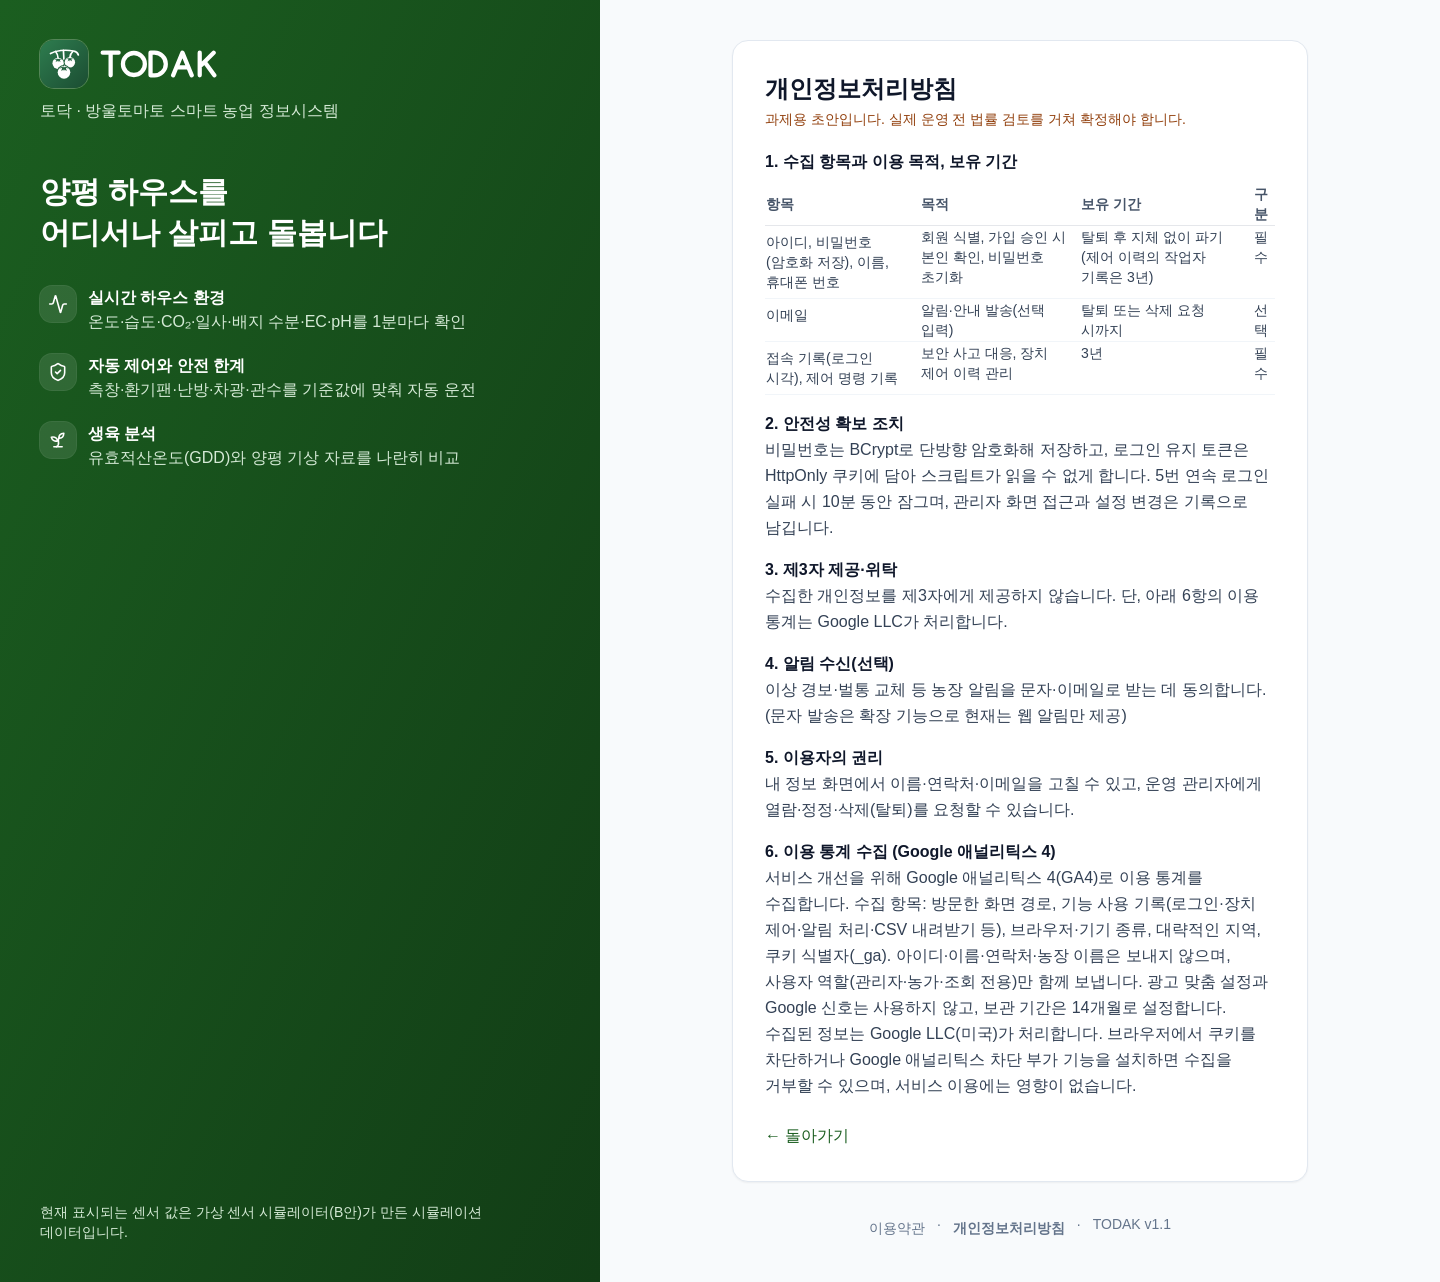 TODAK
토닥 · 방울토마토 스마트 농업 정보시스템
양평 하우스를
어디서나 살피고 돌봅니다
실시간 하우스 환경
온도·습도·CO₂·일사·배지 수분·EC·pH를 1분마다 확인
자동 제어와 안전 한계
측창·환기팬·난방·차광·관수를 기준값에 맞춰 자동 운전
생육 분석
유효적산온도(GDD)와 양평 기상 자료를 나란히 비교
현재 표시되는 센서 값은 가상 센서 시뮬레이터(B안)가 만든 시뮬레이션
데이터입니다.
개인정보처리방침
과제용 초안입니다. 실제 운영 전 법률 검토를 거쳐 확정해야 합니다.
1. 수집 항목과 이용 목적, 보유 기간
항목 목적 보유 기간 구분
아이디, 비밀번호 (암호화 저장), 이름, 휴대폰 번호 회원 식별, 가입 승인 시 본인 확인, 비밀번호 초기화 탈퇴 후 지체 없이 파기 (제어 이력의 작업자 기록은 3년) 필수
이메일 알림·안내 발송(선택 입력) 탈퇴 또는 삭제 요청 시까지 선택
접속 기록(로그인 시각), 제어 명령 기록 보안 사고 대응, 장치 제어 이력 관리 3년 필수
2. 안전성 확보 조치
비밀번호는 BCrypt로 단방향 암호화해 저장하고, 로그인 유지 토큰은
HttpOnly 쿠키에 담아 스크립트가 읽을 수 없게 합니다. 5번 연속 로그인
실패 시 10분 동안 잠그며, 관리자 화면 접근과 설정 변경은 기록으로
남깁니다.
3. 제3자 제공·위탁
수집한 개인정보를 제3자에게 제공하지 않습니다. 단, 아래 6항의 이용
통계는 Google LLC가 처리합니다.
4. 알림 수신(선택)
이상 경보·벌통 교체 등 농장 알림을 문자·이메일로 받는 데 동의합니다.
(문자 발송은 확장 기능으로 현재는 웹 알림만 제공)
5. 이용자의 권리
내 정보 화면에서 이름·연락처·이메일을 고칠 수 있고, 운영 관리자에게
열람·정정·삭제(탈퇴)를 요청할 수 있습니다.
6. 이용 통계 수집 (Google 애널리틱스 4)
서비스 개선을 위해 Google 애널리틱스 4(GA4)로 이용 통계를
수집합니다. 수집 항목: 방문한 화면 경로, 기능 사용 기록(로그인·장치
제어·알림 처리·CSV 내려받기 등), 브라우저·기기 종류, 대략적인 지역,
쿠키 식별자(_ga). 아이디·이름·연락처·농장 이름은 보내지 않으며,
사용자 역할(관리자·농가·조회 전용)만 함께 보냅니다. 광고 맞춤 설정과
Google 신호는 사용하지 않고, 보관 기간은 14개월로 설정합니다.
수집된 정보는 Google LLC(미국)가 처리합니다. 브라우저에서 쿠키를
차단하거나 Google 애널리틱스 차단 부가 기능을 설치하면 수집을
거부할 수 있으며, 서비스 이용에는 영향이 없습니다.
← 돌아가기
이용약관 · 개인정보처리방침 · TODAK v1.1